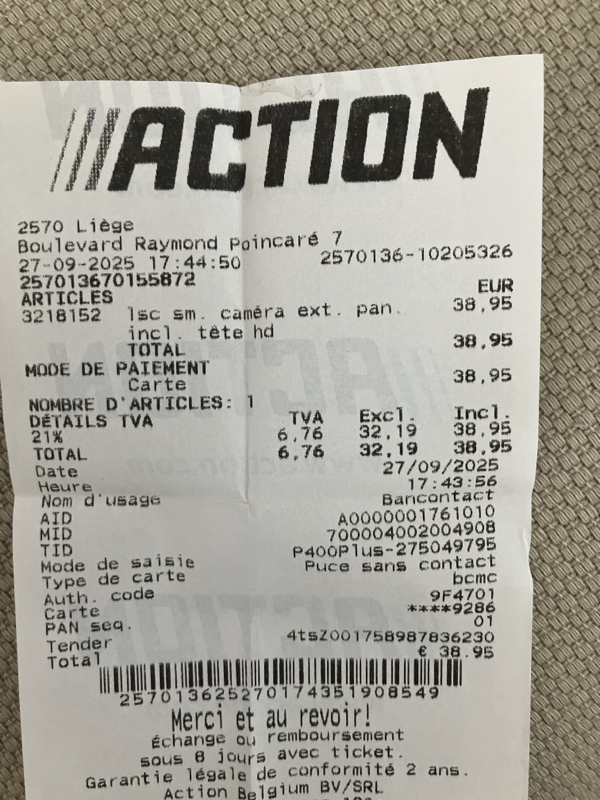 ACTION
2570 Liège
Boulevard Raymond Poincaré 7
27-09-2025 17:44:50 2570136-10205326
257013670155872
ARTICLES EUR
3218152 lsc sm. caméra ext. pan. 38,95
incl. tête hd
TOTAL 38,95
MODE DE PAIEMENT
Carte 38,95
NOMBRE D'ARTICLES: 1
DÉTAILS TVA TVA Excl. Incl.
21% 6,76 32,19 38,95
TOTAL 6,76 32,19 38,95
Date 27/09/2025
Heure 17:43:56
Nom d'usage Bancontact
AID A0000001761010
MID 700004002004908
TID P400Plus-275049795
Mode de saisie Puce sans contact
Type de carte bcmc
Auth. code 9F4701
Carte ****9286
PAN seq. 01
Tender 4tsZ001758987836230
Total € 38.95
257013625270174351908549
Merci et au revoir!
Échange ou remboursement
sous 8 jours avec ticket.
Garantie légale de conformité 2 ans.
Action Belgium BV/SRL